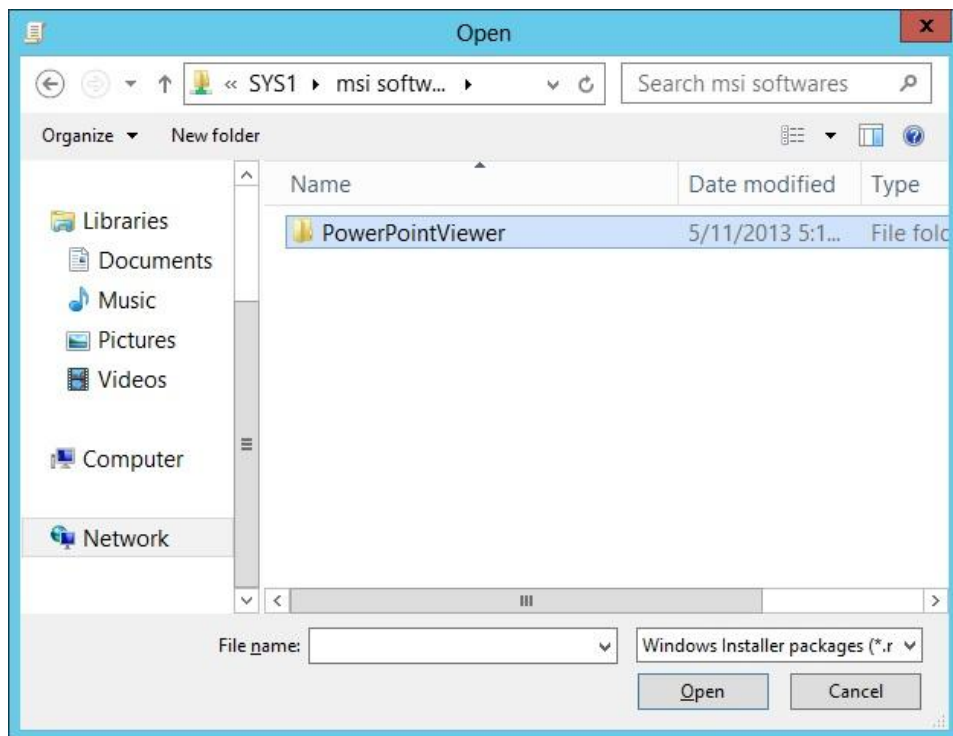 Open
x
« SYS1 msi softw... Search msi softwares
Organize New folder
Name Date modified Type
Libraries
PowerPointViewer 5/11/2013 5:1... File fold
Documents
Music
Pictures
Videos
Computer
Network
File name: Windows Installer packages (*.r
Open Cancel